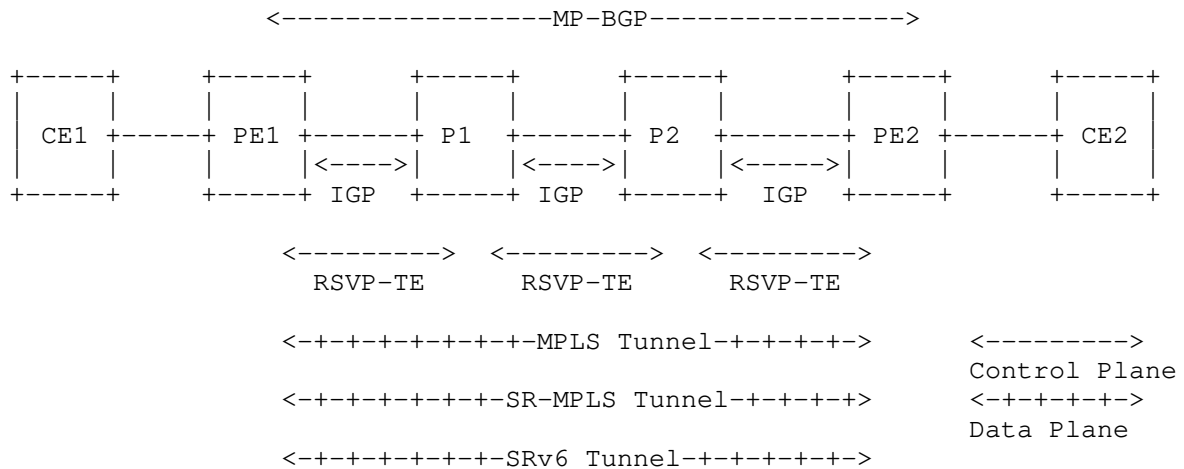 <-----------------MP-BGP---------------->
CE1 PE1 P1 P2 PE2 CE2
<----> <----> <----->
IGP IGP IGP
<---------> <---------> <--------->
RSVP-TE RSVP-TE RSVP-TE
<-+-+-+-+-+-+-MPLS Tunnel-+-+-+-+-> <--------->
Control Plane
<-+-+-+-+-+-SR-MPLS Tunnel-+-+-+-+> <-+-+-+-+->
Data Plane
<-+-+-+-+-+-SRv6 Tunnel-+-+-+-+-+->